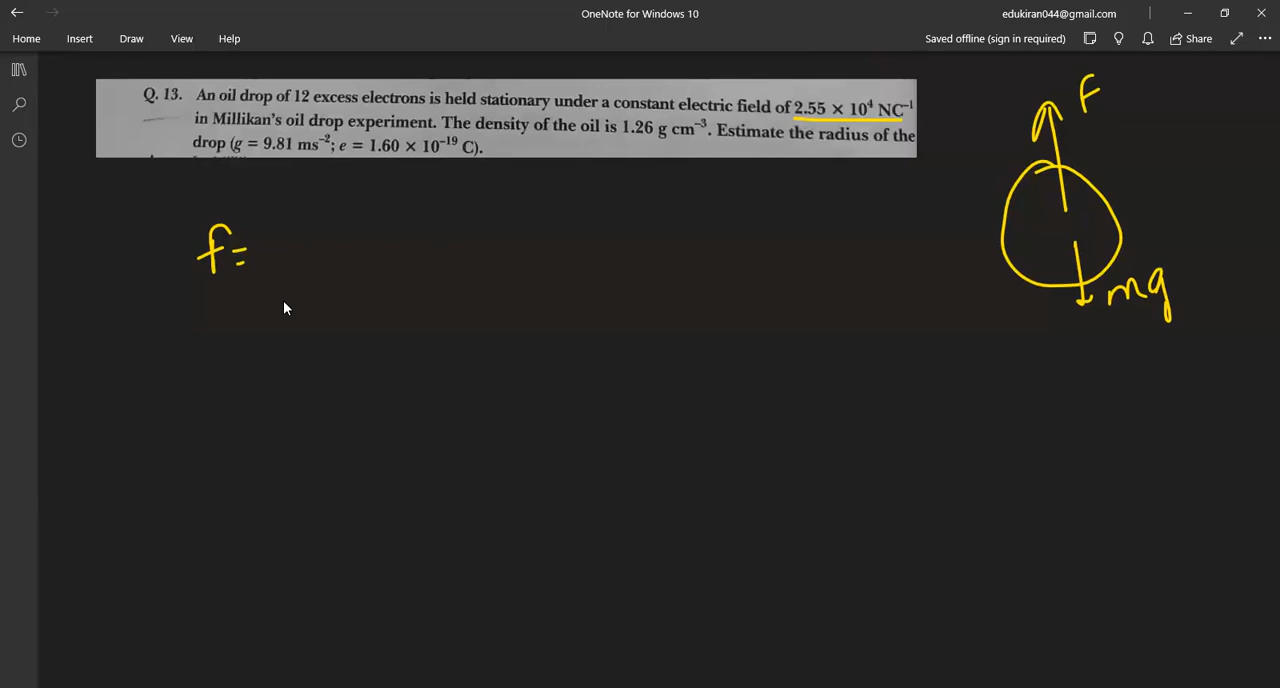 OneNote for Windows 10
edukiran044@gmail.com
Home Insert Draw View Help
Saved offline (sign in required)
Share
Q. 13. An oil drop of 12 excess electrons is held stationary under a constant electric field of 2.55 × 10⁴ NC⁻¹
in Millikan's oil drop experiment. The density of the oil is 1.26 g cm⁻³. Estimate the radius of the
drop (g = 9.81 ms⁻²; e = 1.60 × 10⁻¹⁹ C).
F
f=
mg